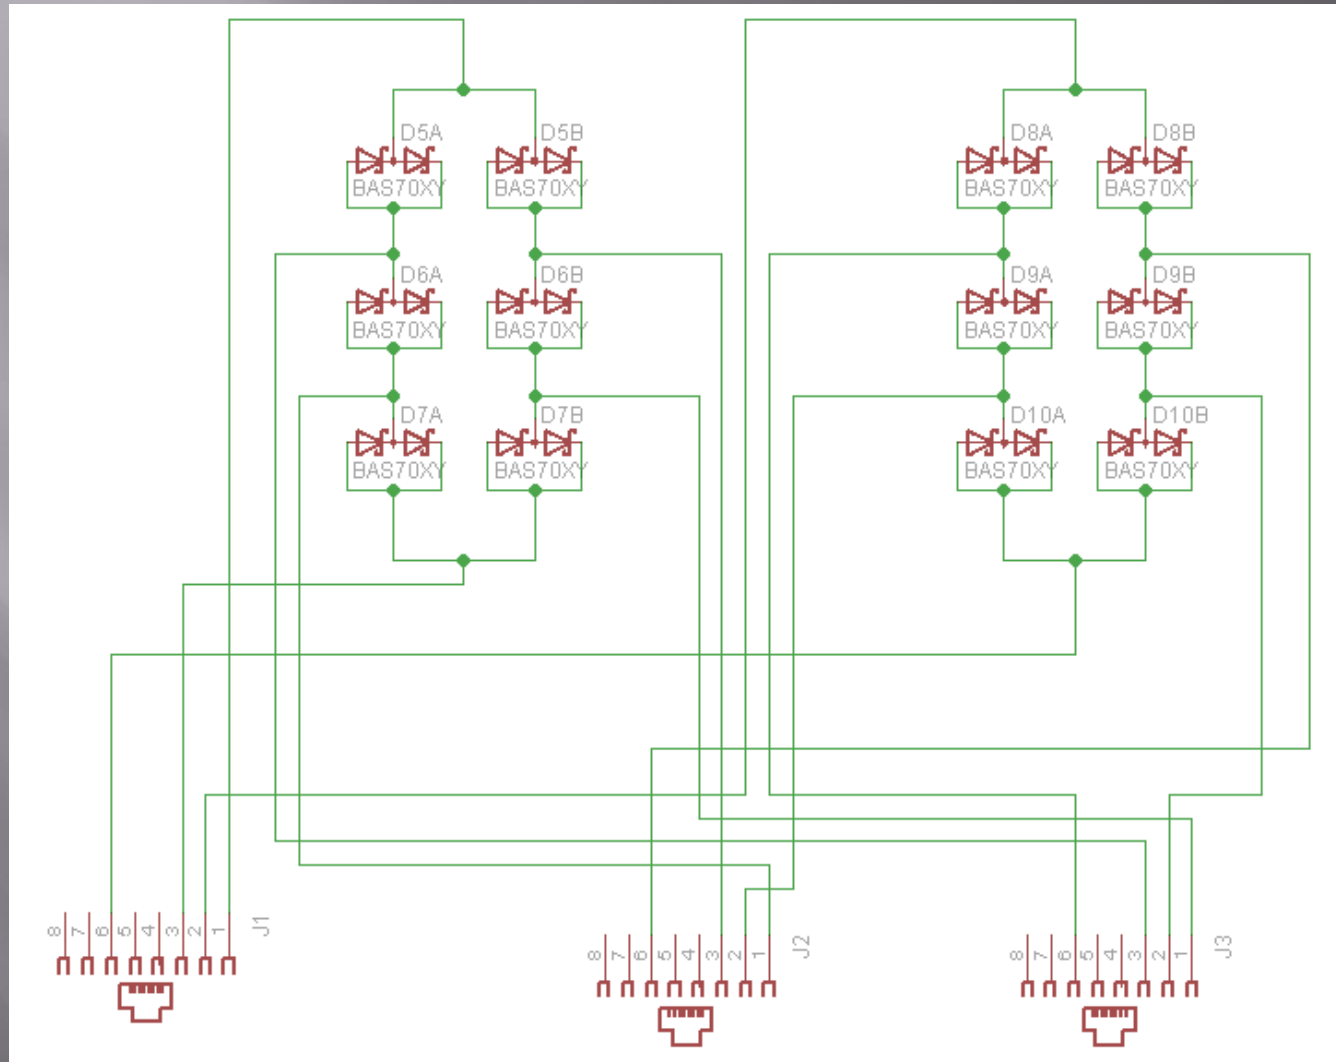 D5A D5B D8A D8B
BAS70XY BAS70XY BAS70XY BAS70XY
D6A D6B D9A D9B
BAS70XY BAS70XY BAS70XY BAS70XY
D7A D7B D10A D10B
BAS70XY BAS70XY BAS70XY BAS70XY
8 7 6 5 4 3 2 1 J1
8 7 6 5 4 3 2 1 J2
8 7 6 5 4 3 2 1 J3